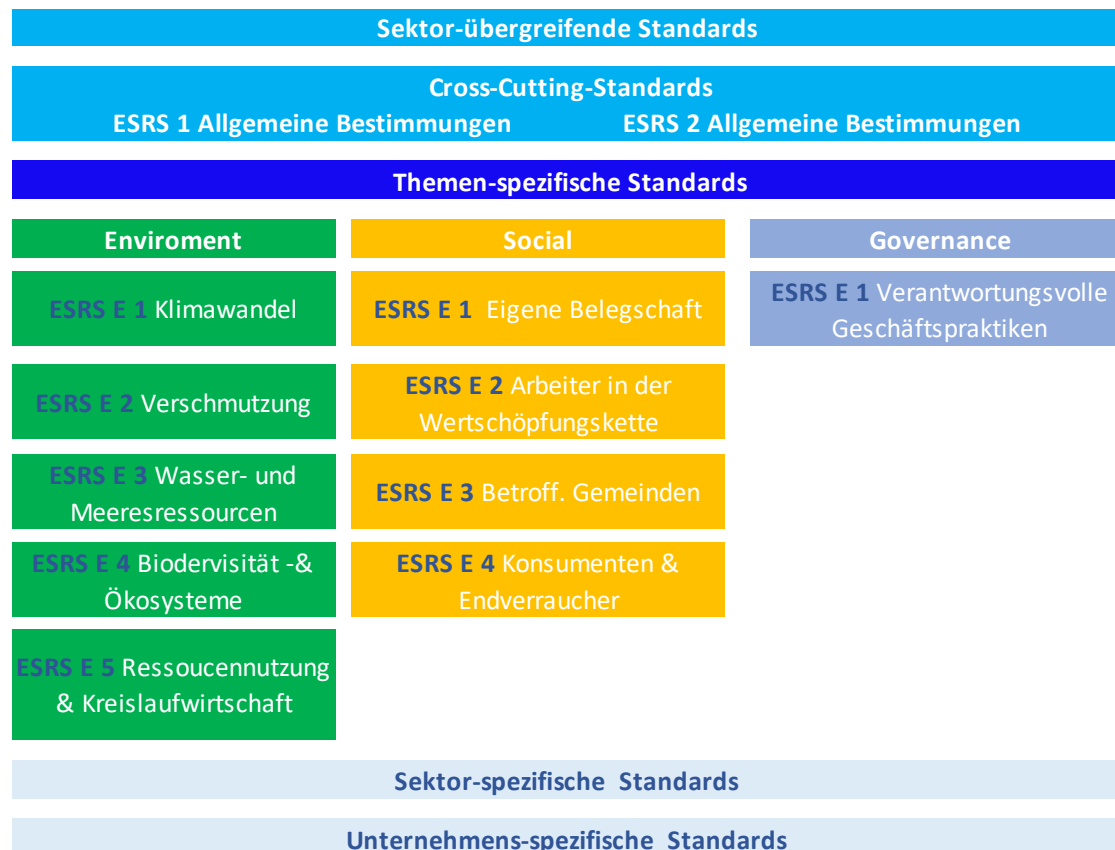 Sektor-übergreifende Standards
Cross-Cutting-Standards
ESRS 1 Allgemeine Bestimmungen ESRS 2 Allgemeine Bestimmungen
Themen-spezifische Standards
Enviroment
Social
Governance
ESRS E 1 Klimawandel
ESRS E 1 Eigene Belegschaft
ESRS E 1 Verantwortungsvolle
Geschäftspraktiken
ESRS E 2 Verschmutzung
ESRS E 2 Arbeiter in der
Wertschöpfungskette
ESRS E 3 Wasser- und
Meeresressourcen
ESRS E 3 Betroff. Gemeinden
ESRS E 4 Biodervisität -&
Ökosysteme
ESRS E 4 Konsumenten &
Endverraucher
ESRS E 5 Ressoucennutzung
& Kreislaufwirtschaft
Sektor-spezifische Standards
Unternehmens-spezifische Standards